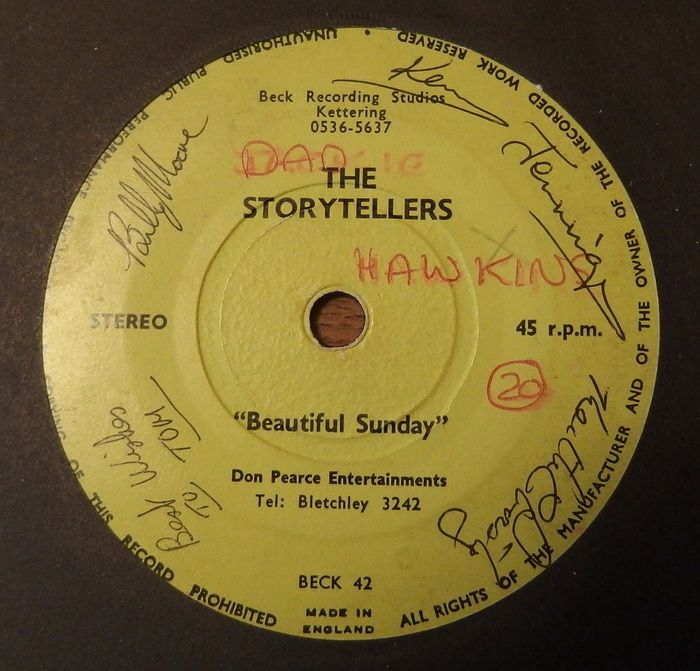 Beck Recording Studios
Kettering
0536-5637
THE
STORYTELLERS
DAD
HAWKINS
STEREO
45 r.p.m.
20
"Beautiful Sunday"
Don Pearce Entertainments
Tel: Bletchley 3242
BECK 42
MADE IN
ENGLAND
ALL RIGHTS OF THE MANUFACTURER AND OF THE OWNER OF THE RECORDED WORK RESERVED
UNAUTHORISED PUBLIC PERFORMANCE
OF THIS RECORD PROHIBITED
Billy Moore
Ken
Jennings
Best Wishes
To
TOM